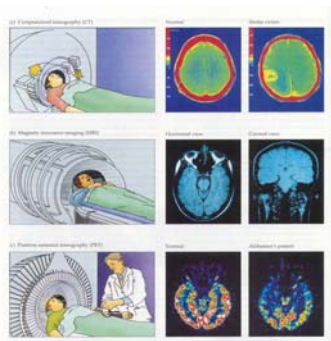 (a) Computerized tomography (CT)
Normal
Stroke victim
(b) Magnetic resonance imaging (MRI)
Horizontal view
Coronal view
(c) Positron emission tomography (PET)
Normal
Alzheimer's patient